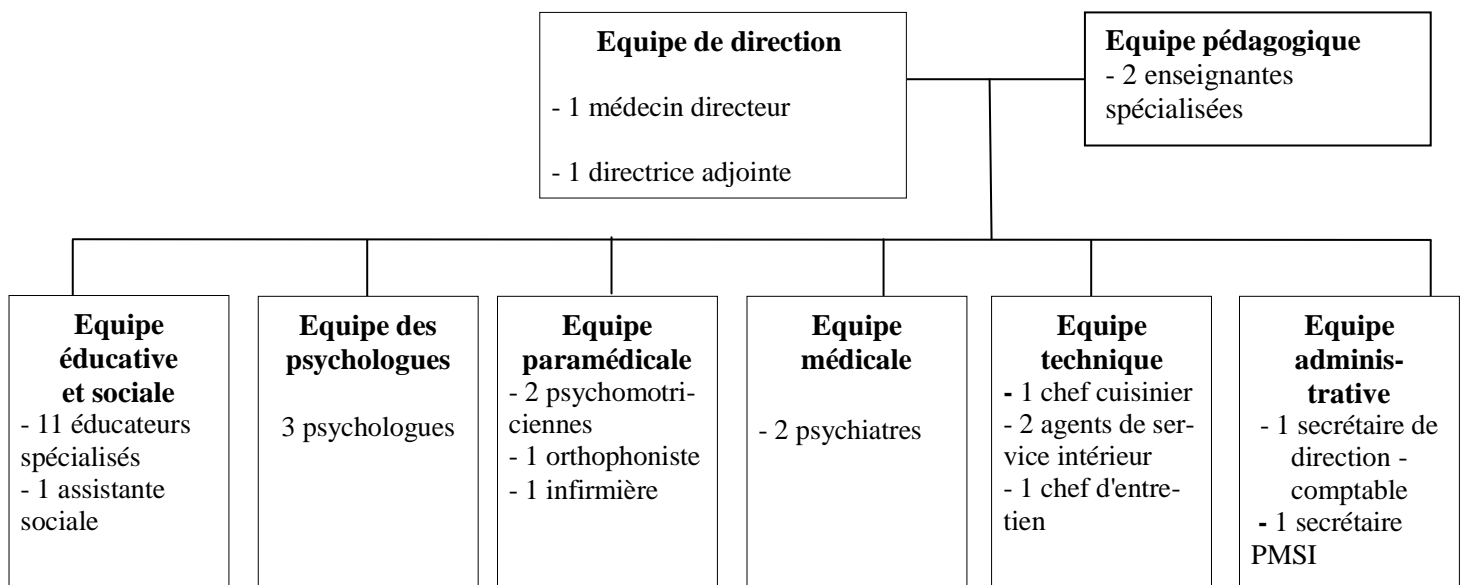 Equipe de direction
- 1 médecin directeur
- 1 directrice adjointe
Equipe pédagogique
- 2 enseignantes
spécialisées
Equipe
éducative
et sociale
- 11 éducateurs
spécialisés
- 1 assistante
sociale
Equipe des
psychologues
3 psychologues
Equipe
paramédicale
- 2 psychomotri-
ciennes
- 1 orthophoniste
- 1 infirmière
Equipe
médicale
- 2 psychiatres
Equipe
technique
- 1 chef cuisinier
- 2 agents de ser-
vice intérieur
- 1 chef d'entre-
tien
Equipe
adminis-
trative
- 1 secrétaire de
direction -
comptable
- 1 secrétaire
PMSI